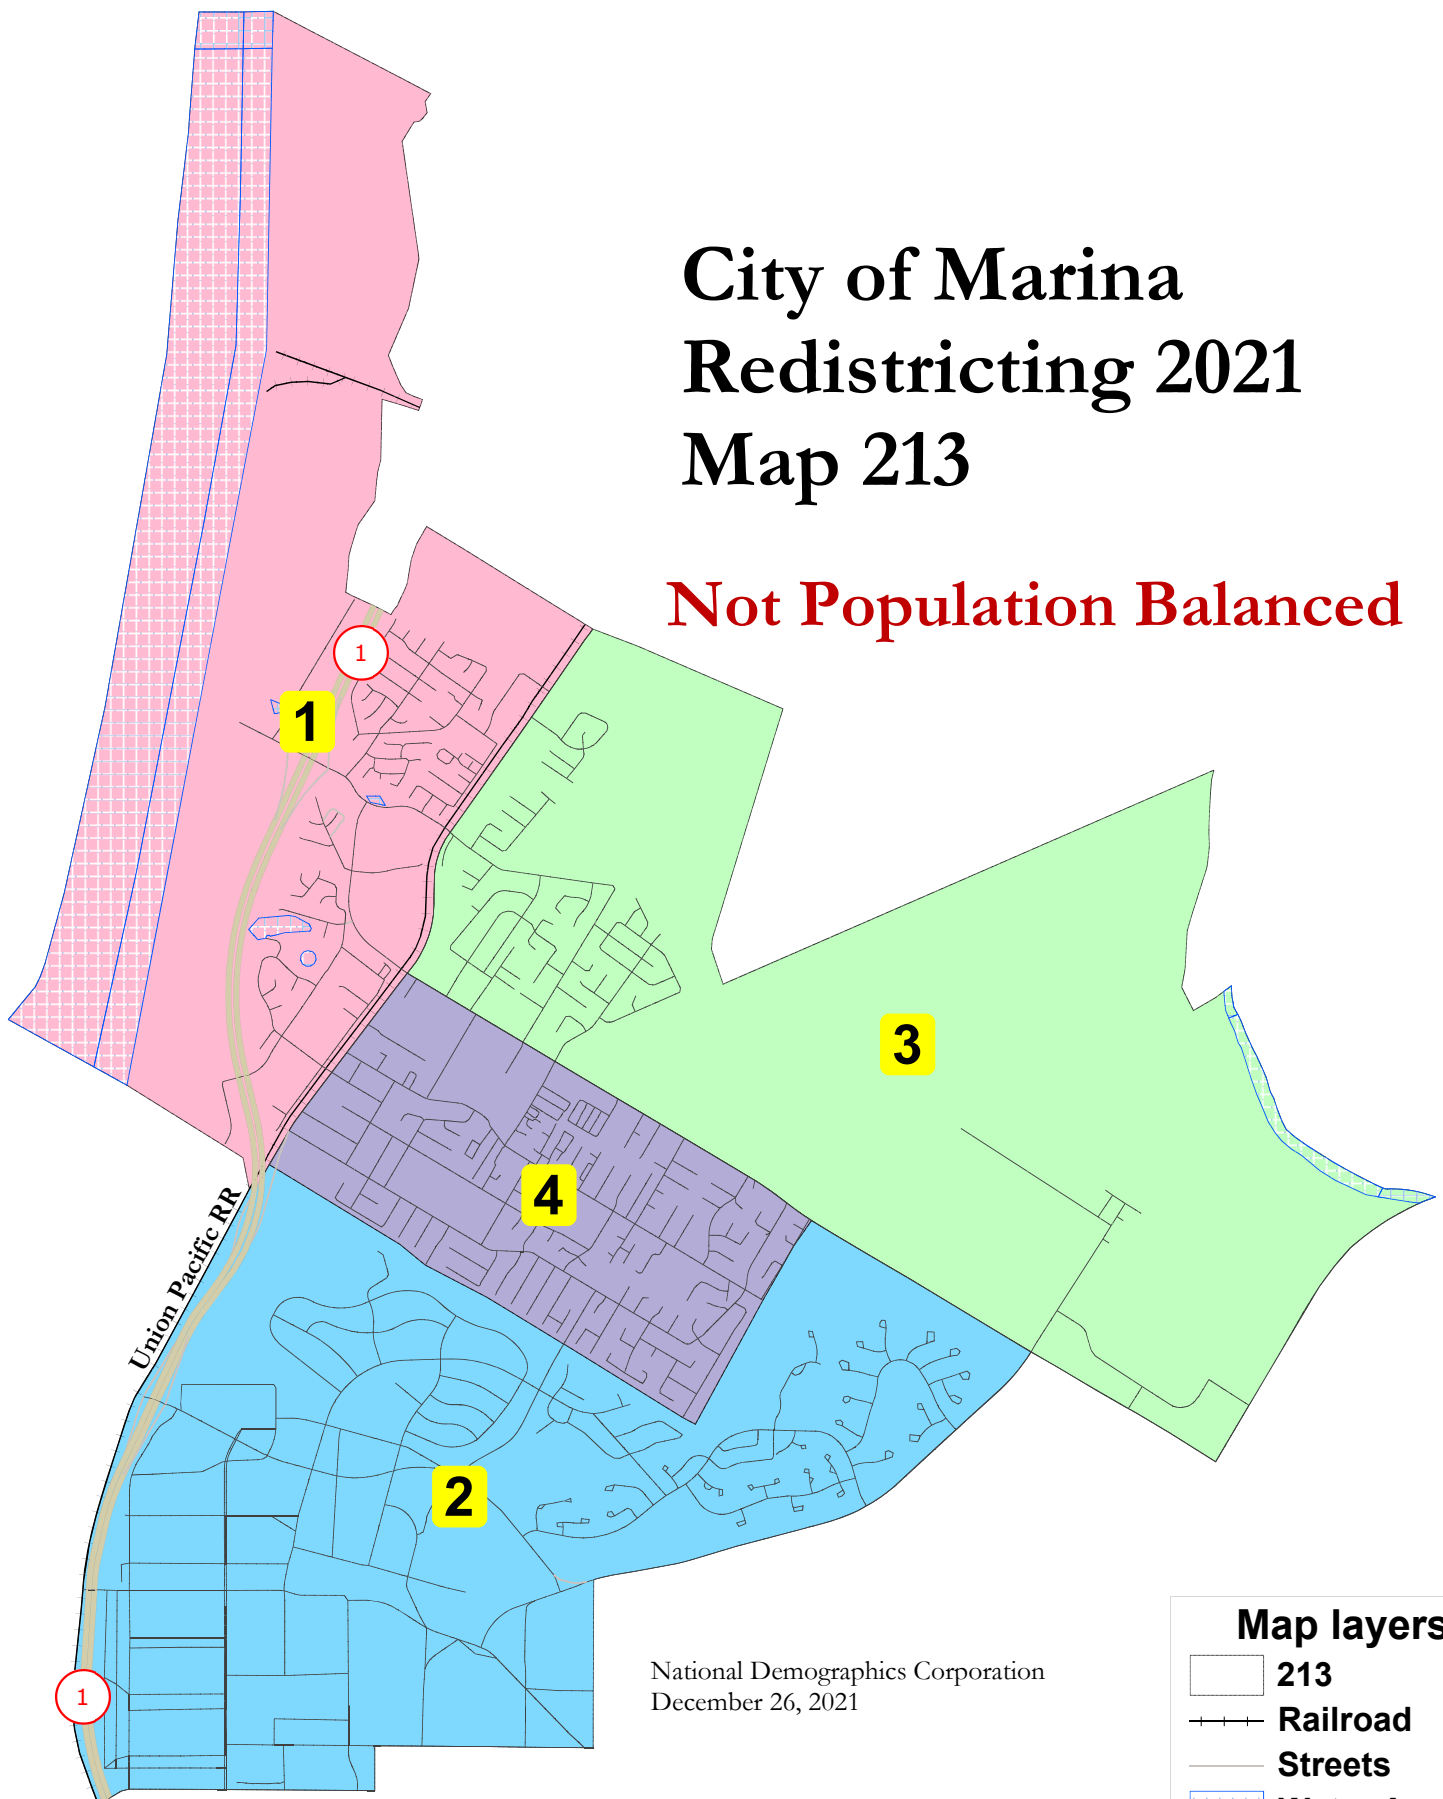 City of Marina
Redistricting 2021
Map 213
Not Population Balanced
1
1
3
4
Union Pacific RR
2
1
National Demographics Corporation
December 26, 2021
Map layers
213
Railroad
Streets